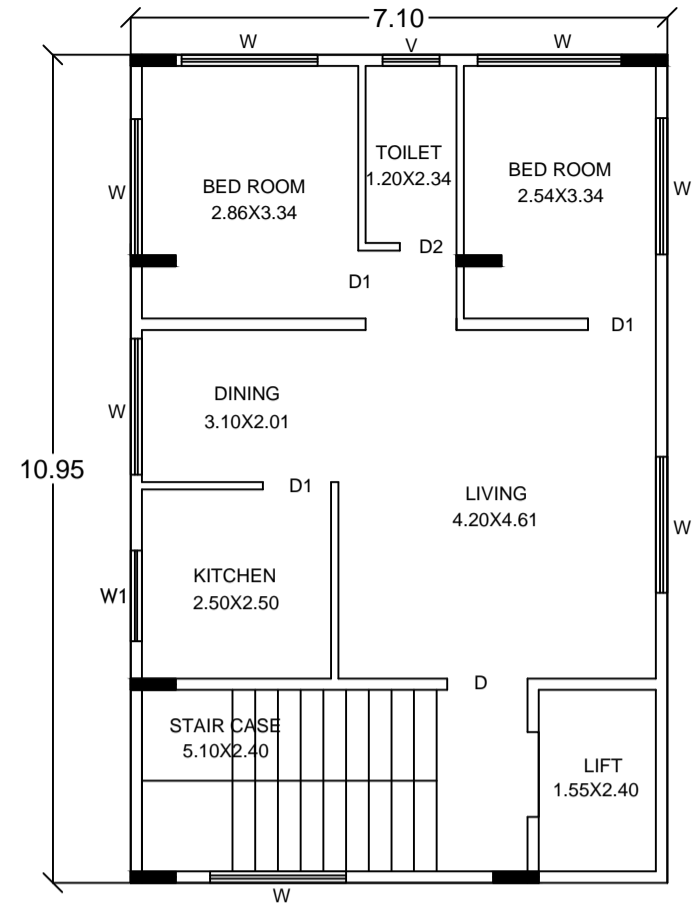 7.10
W
V
W
TOILET
1.20X2.34
BED ROOM
2.54X3.34
BED ROOM
2.86X3.34
W
W
D2
D1
D1
DINING
3.10X2.01
W
10.95
D1
LIVING
4.20X4.61
W
KITCHEN
2.50X2.50
W1
D
STAIR CASE
5.10X2.40
LIFT
1.55X2.40
W